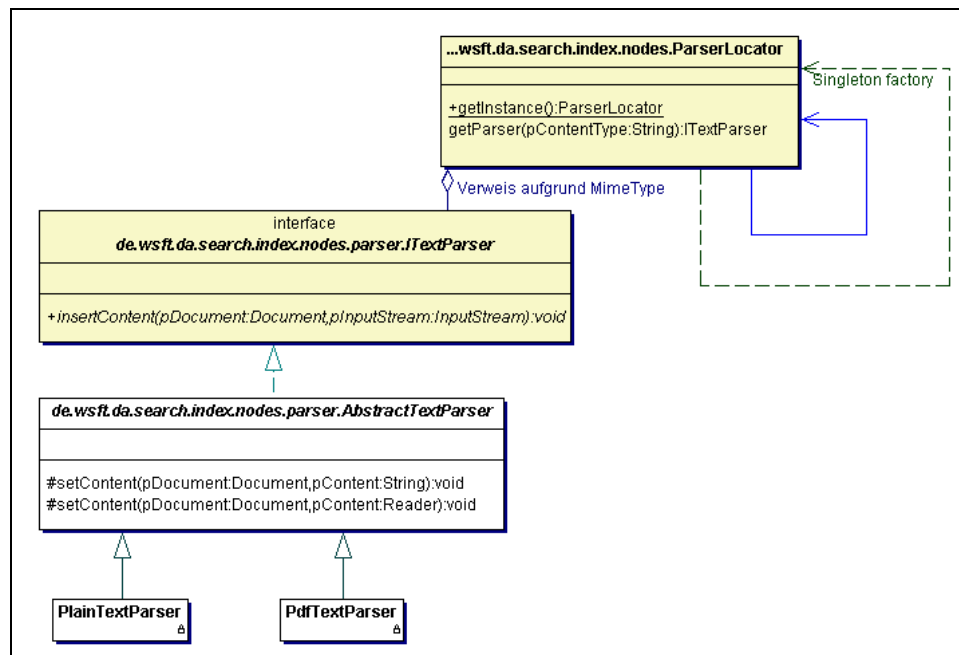 ...wsft.da.search.index.nodes.ParserLocator
Singleton factory
+getInstance():ParserLocator
getParser(pContentType:String):ITextParser
Verweis aufgrund MimeType
interface
de.wsft.da.search.index.nodes.parser.ITextParser
+insertContent(pDocument:Document,pInputStream:InputStream):void
de.wsft.da.search.index.nodes.parser.AbstractTextParser
#setContent(pDocument:Document,pContent:String):void
#setContent(pDocument:Document,pContent:Reader):void
PlainTextParser
PdfTextParser